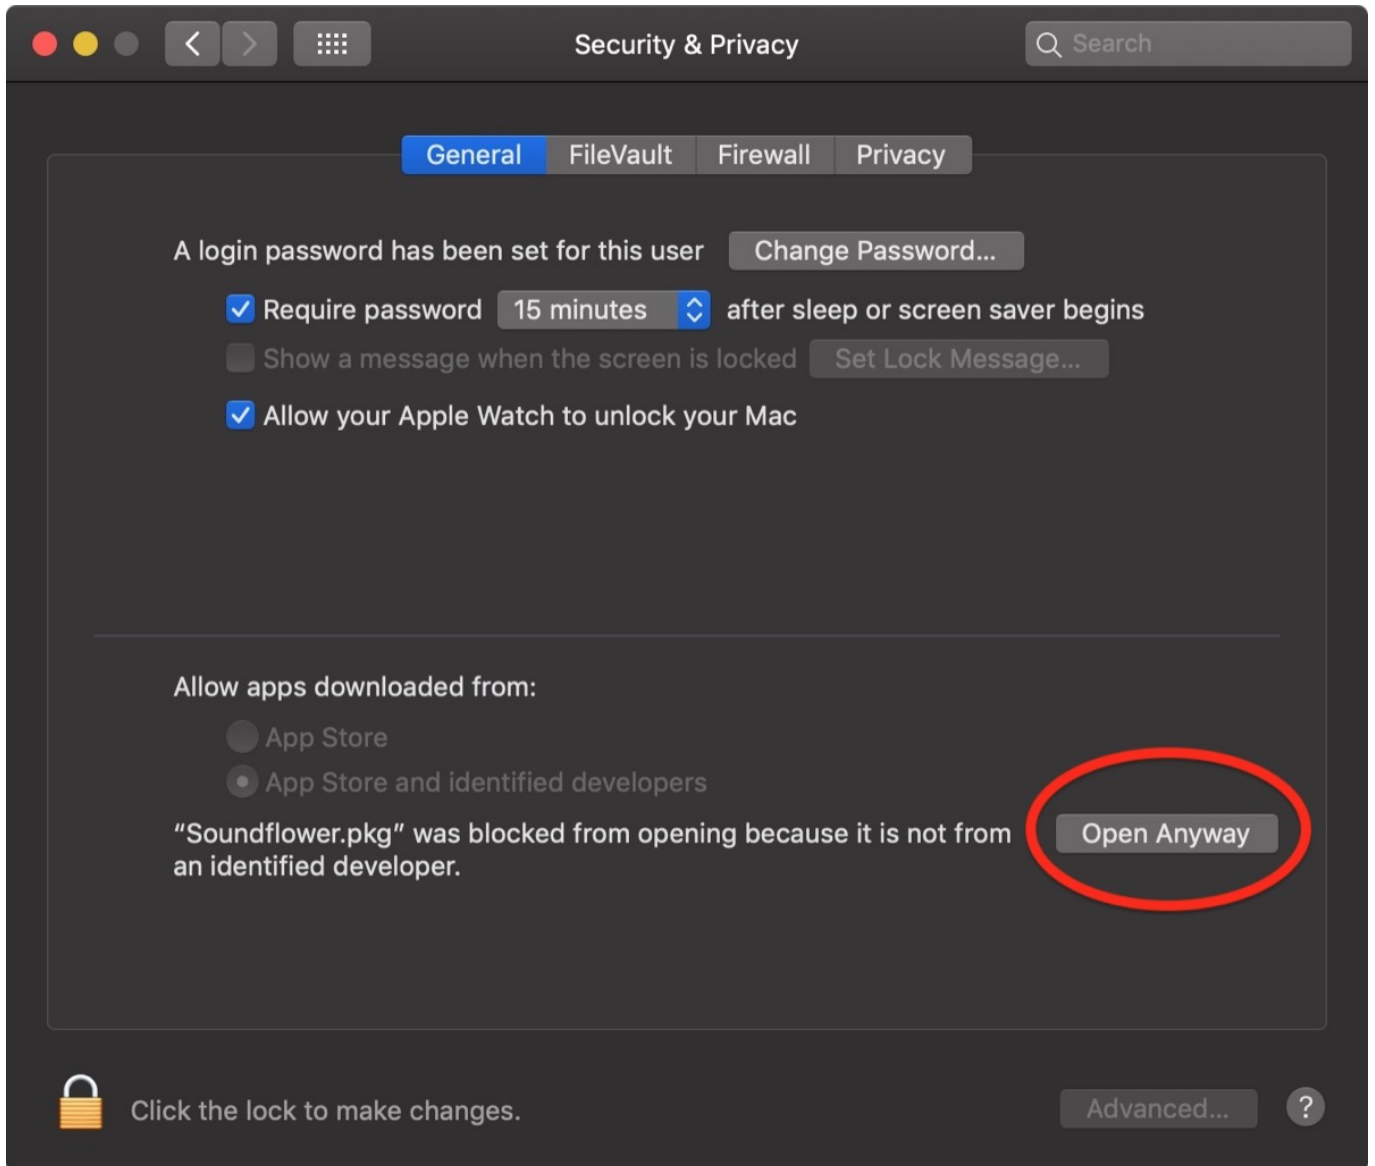 Security & Privacy
Search
General FileVault Firewall Privacy
A login password has been set for this user Change Password...
Require password 15 minutes after sleep or screen saver begins
Show a message when the screen is locked Set Lock Message...
Allow your Apple Watch to unlock your Mac
Allow apps downloaded from:
App Store
App Store and identified developers
“Soundflower.pkg” was blocked from opening because it is not from Open Anyway
an identified developer.
Click the lock to make changes. Advanced... ?